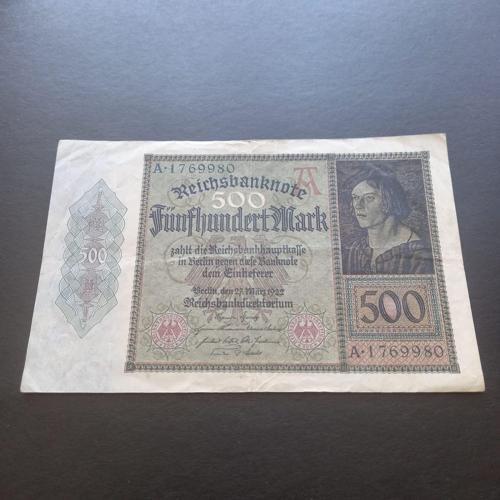 A·1769980
A
Reichsbanknote
500
Fünfhundert Mark
500
zahlt die Reichsbankhauptkasse
in Berlin gegen diese Banknote
dem Einlieferer
Berlin, den 27. März 1922
Reichsbankdirektorium
500
A·1769980